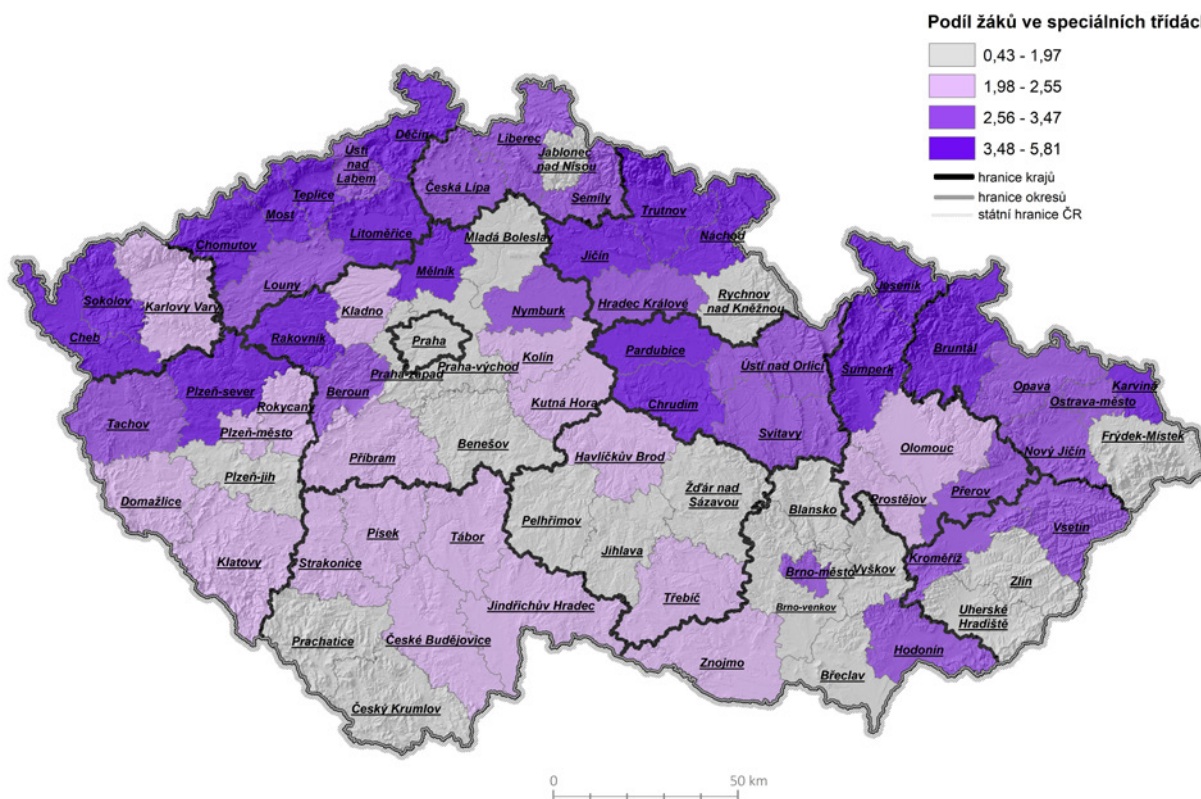 Podíl žáků ve speciálních třídác
0,43 - 1,97
1,98 - 2,55
2,56 - 3,47
3,48 - 5,81
hranice krajů
hranice okresů
státní hranice ČR
Děčín
Ústí
nad
Labem
Liberec
Jablonec
nad Nisou
Teplice
Česká Lípa
Semily
Most
Trutnov
Chomutov
Litoměřice
Mladá Boleslav
Náchod
Jičín
Mělník
Jeseník
Sokolov
Karlovy Vary
Louny
Kladno
Nymburk
Hradec Králové
Rychnov
nad Kněžnou
Cheb
Rakovník
Praha
Kolín
Pardubice
Bruntál
Praha-západ
Praha-východ
Ústí nad Orlicí
Šumperk
Plzeň-sever
Rokycany
Beroun
Opava
Karviná
Ostrava-město
Tachov
Plzeň-město
Kutná Hora
Chrudim
Svitavy
Frýdek-Místek
Benešov
Olomouc
Nový Jičín
Plzeň-jih
Příbram
Havlíčkův Brod
Domažlice
Žďár nad
Sázavou
Prostějov
Přerov
Blansko
Pelhřimov
Vsetín
Písek
Tábor
Klatovy
Strakonice
Jihlava
Kroměříž
Brno-město
Vyškov
Zlín
Třebíč
Jindřichův Hradec
Brno-venkov
Uherské
Hradiště
Prachatice
České Budějovice
Hodonín
Znojmo
Břeclav
Český Krumlov
0
50 km